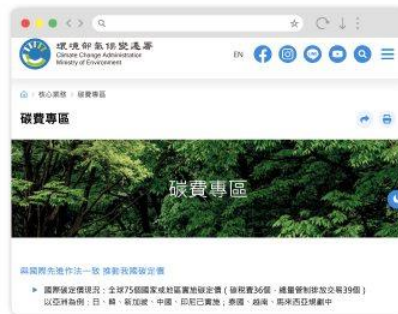 環境部氣候變遷署
Climate Change Administration
Ministry of Environment
EN
核心業務 / 碳費專區
碳費專區
碳費專區
與國際先進作法一致 推動我國碳定價
國際碳定價現況：全球75個國家或地區實施碳定價（碳稅費36個，總量管制排放交易39個）
以亞洲為例：日、韓、新加坡、中國、印尼已實施；泰國、越南、馬來西亞規劃中